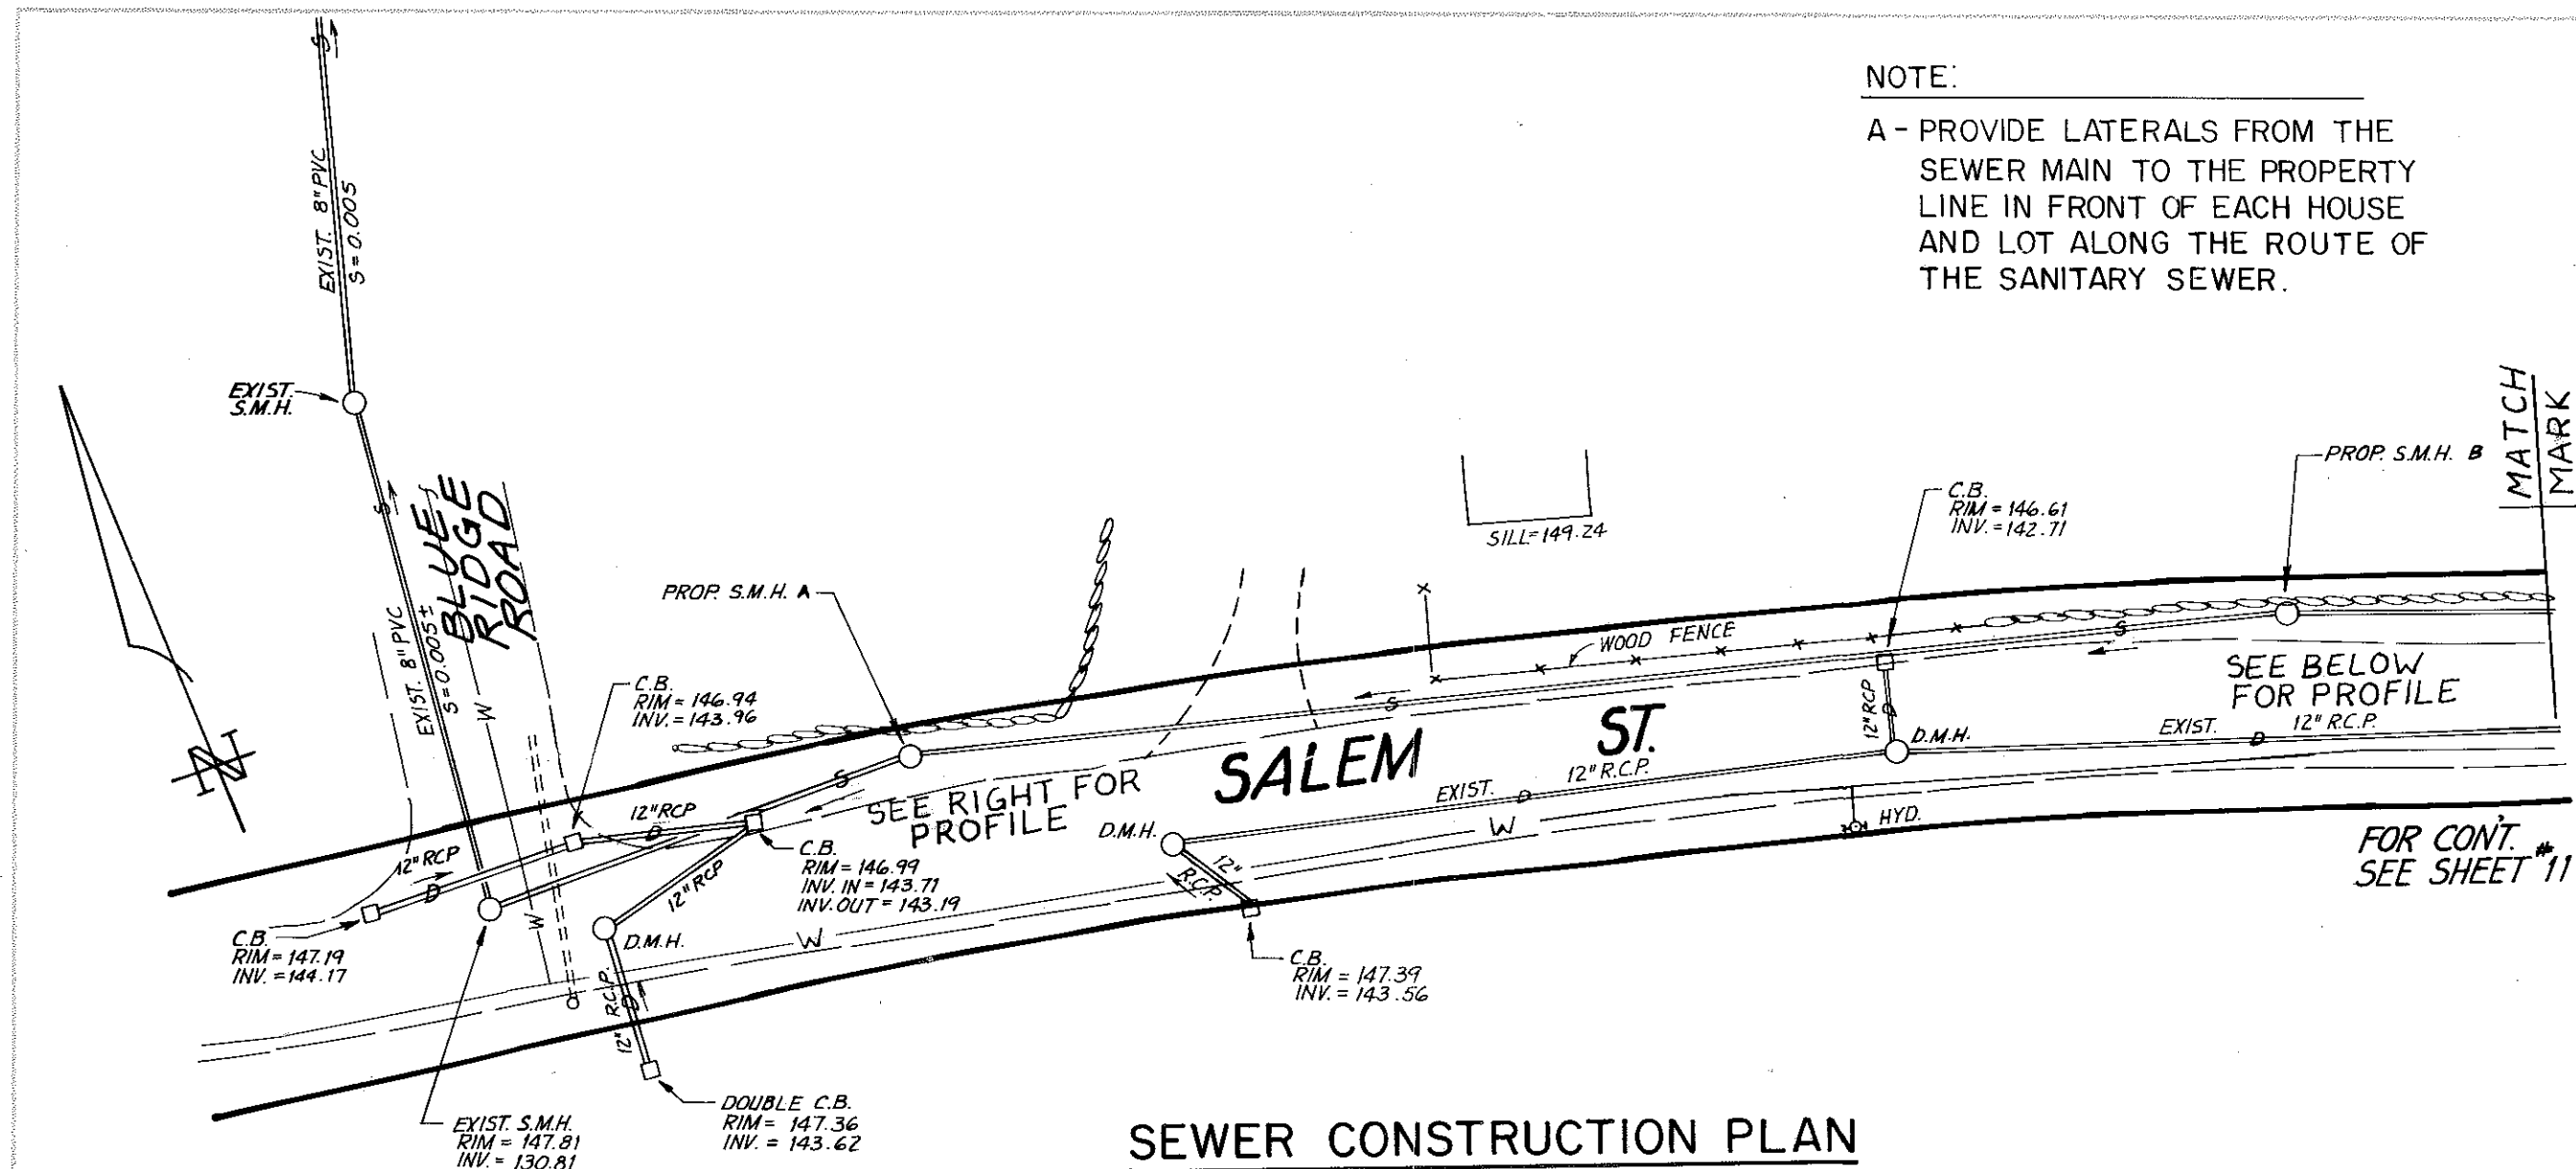 NOTE:
A - PROVIDE LATERALS FROM THE
SEWER MAIN TO THE PROPERTY
LINE IN FRONT OF EACH HOUSE
AND LOT ALONG THE ROUTE OF
THE SANITARY SEWER.
S
EXIST. 8" PVC
S = 0.005
EXIST.
S.M.H.
S
BLUE
RIDGE
ROAD
EXIST. 8" PVC
S = 0.005±
W
W
N
MATCH
MARK
PROP. S.M.H. B
C.B.
RIM = 146.61
INV. = 142.71
SILL = 149.24
PROP. S.M.H. A
WOOD FENCE
S
S
S
C.B.
RIM = 146.94
INV. = 143.96
SEE BELOW
FOR PROFILE
12" RCP
D
D.M.H.
EXIST.
D
12" R.C.P.
SALEM ST.
SEE RIGHT FOR
PROFILE
EXIST.
D
12" R.C.P.
12" RCP
D
12" RCP
D
C.B.
RIM = 146.99
INV. IN = 143.71
INV. OUT = 143.19
12" RCP
D.M.H.
12"
R.C.P.
W
HYD.
FOR CON'T.
SEE SHEET #11
C.B.
RIM = 147.19
INV. = 144.17
D.M.H.
W
12" R.C.P.
D
C.B.
RIM = 147.39
INV. = 143.56
EXIST. S.M.H.
RIM = 147.81
INV. = 130.81
DOUBLE C.B.
RIM = 147.36
INV. = 143.62
SEWER CONSTRUCTION PLAN